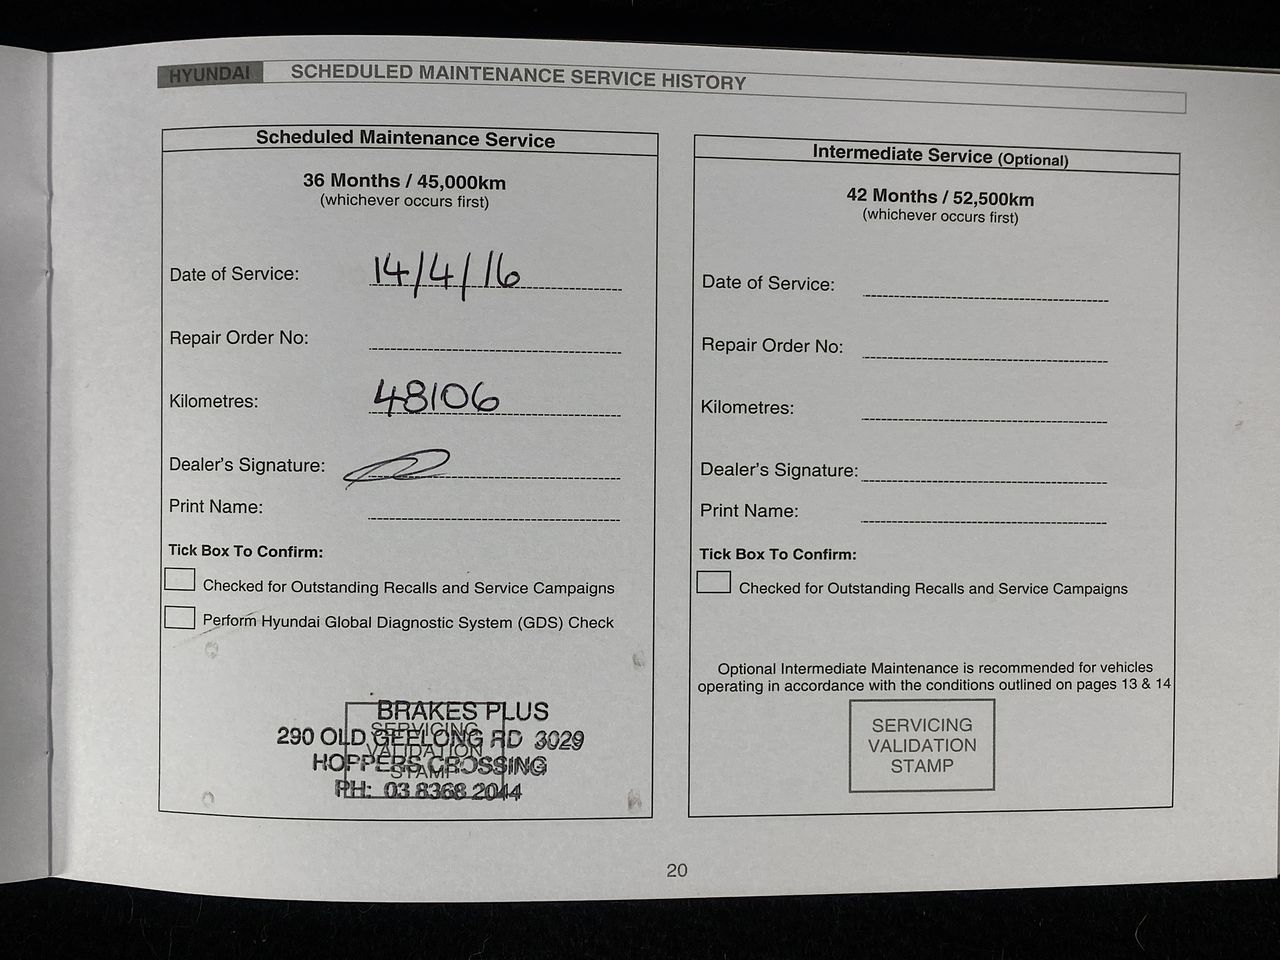 HYUNDAI SCHEDULED MAINTENANCE SERVICE HISTORY
Scheduled Maintenance Service
36 Months / 45,000km
(whichever occurs first)
Date of Service: 14/4/16
Repair Order No:
Kilometres: 48106
Dealer's Signature:
Print Name:
Tick Box To Confirm:
Checked for Outstanding Recalls and Service Campaigns
Perform Hyundai Global Diagnostic System (GDS) Check
BRAKES PLUS
290 OLD GEELONG RD 3029
HOPPERS CROSSING
PH: 03 8368 2044
SERVICING
VALIDATION
STAMP
Intermediate Service (Optional)
42 Months / 52,500km
(whichever occurs first)
Date of Service:
Repair Order No:
Kilometres:
Dealer's Signature:
Print Name:
Tick Box To Confirm:
Checked for Outstanding Recalls and Service Campaigns
Optional Intermediate Maintenance is recommended for vehicles
operating in accordance with the conditions outlined on pages 13 & 14
SERVICING
VALIDATION
STAMP
20